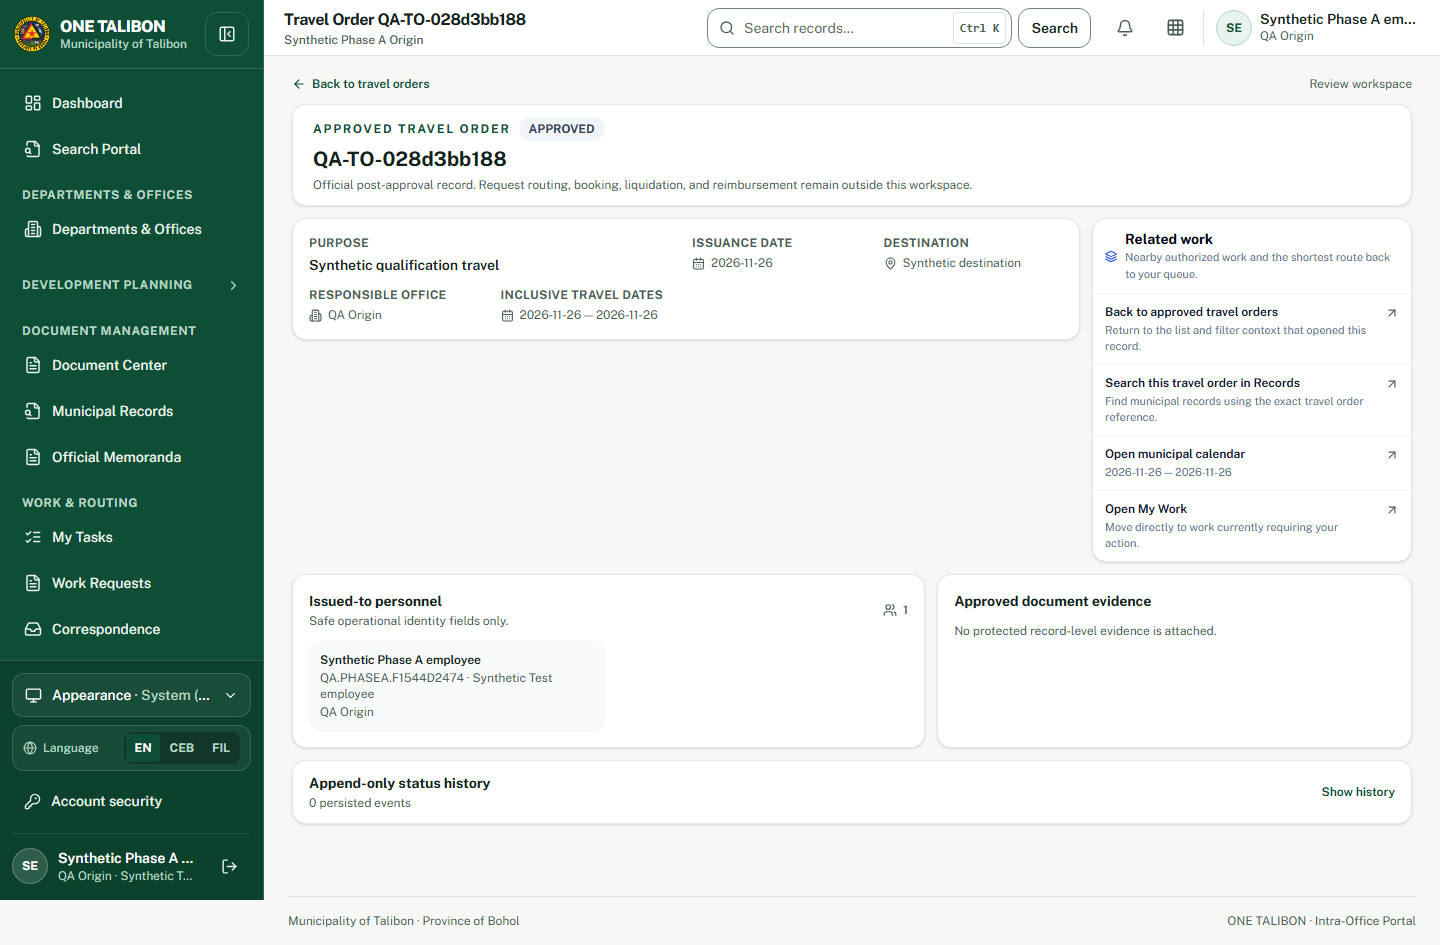 ONE TALIBON
Municipality of Talibon
Dashboard
Search Portal
DEPARTMENTS & OFFICES
Departments & Offices
DEVELOPMENT PLANNING
DOCUMENT MANAGEMENT
Document Center
Municipal Records
Official Memoranda
WORK & ROUTING
My Tasks
Work Requests
Correspondence
Appearance · System (...
Language EN CEB FIL
Account security
SE Synthetic Phase A ...
QA Origin · Synthetic T...
Travel Order QA-TO-028d3bb188
Synthetic Phase A Origin
Search records... Ctrl K Search
SE Synthetic Phase A em...
QA Origin
Back to travel orders
Review workspace
APPROVED TRAVEL ORDER APPROVED
QA-TO-028d3bb188
Official post-approval record. Request routing, booking, liquidation, and reimbursement remain outside this workspace.
PURPOSE
Synthetic qualification travel
ISSUANCE DATE
2026-11-26
DESTINATION
Synthetic destination
RESPONSIBLE OFFICE
QA Origin
INCLUSIVE TRAVEL DATES
2026-11-26 — 2026-11-26
Related work
Nearby authorized work and the shortest route back
to your queue.
Back to approved travel orders
Return to the list and filter context that opened this
record.
Search this travel order in Records
Find municipal records using the exact travel order
reference.
Open municipal calendar
2026-11-26 — 2026-11-26
Open My Work
Move directly to work currently requiring your
action.
Issued-to personnel
Safe operational identity fields only.
1
Synthetic Phase A employee
QA.PHASEA.F1544D2474 · Synthetic Test
employee
QA Origin
Approved document evidence
No protected record-level evidence is attached.
Append-only status history
0 persisted events
Show history
Municipality of Talibon · Province of Bohol
ONE TALIBON · Intra-Office Portal